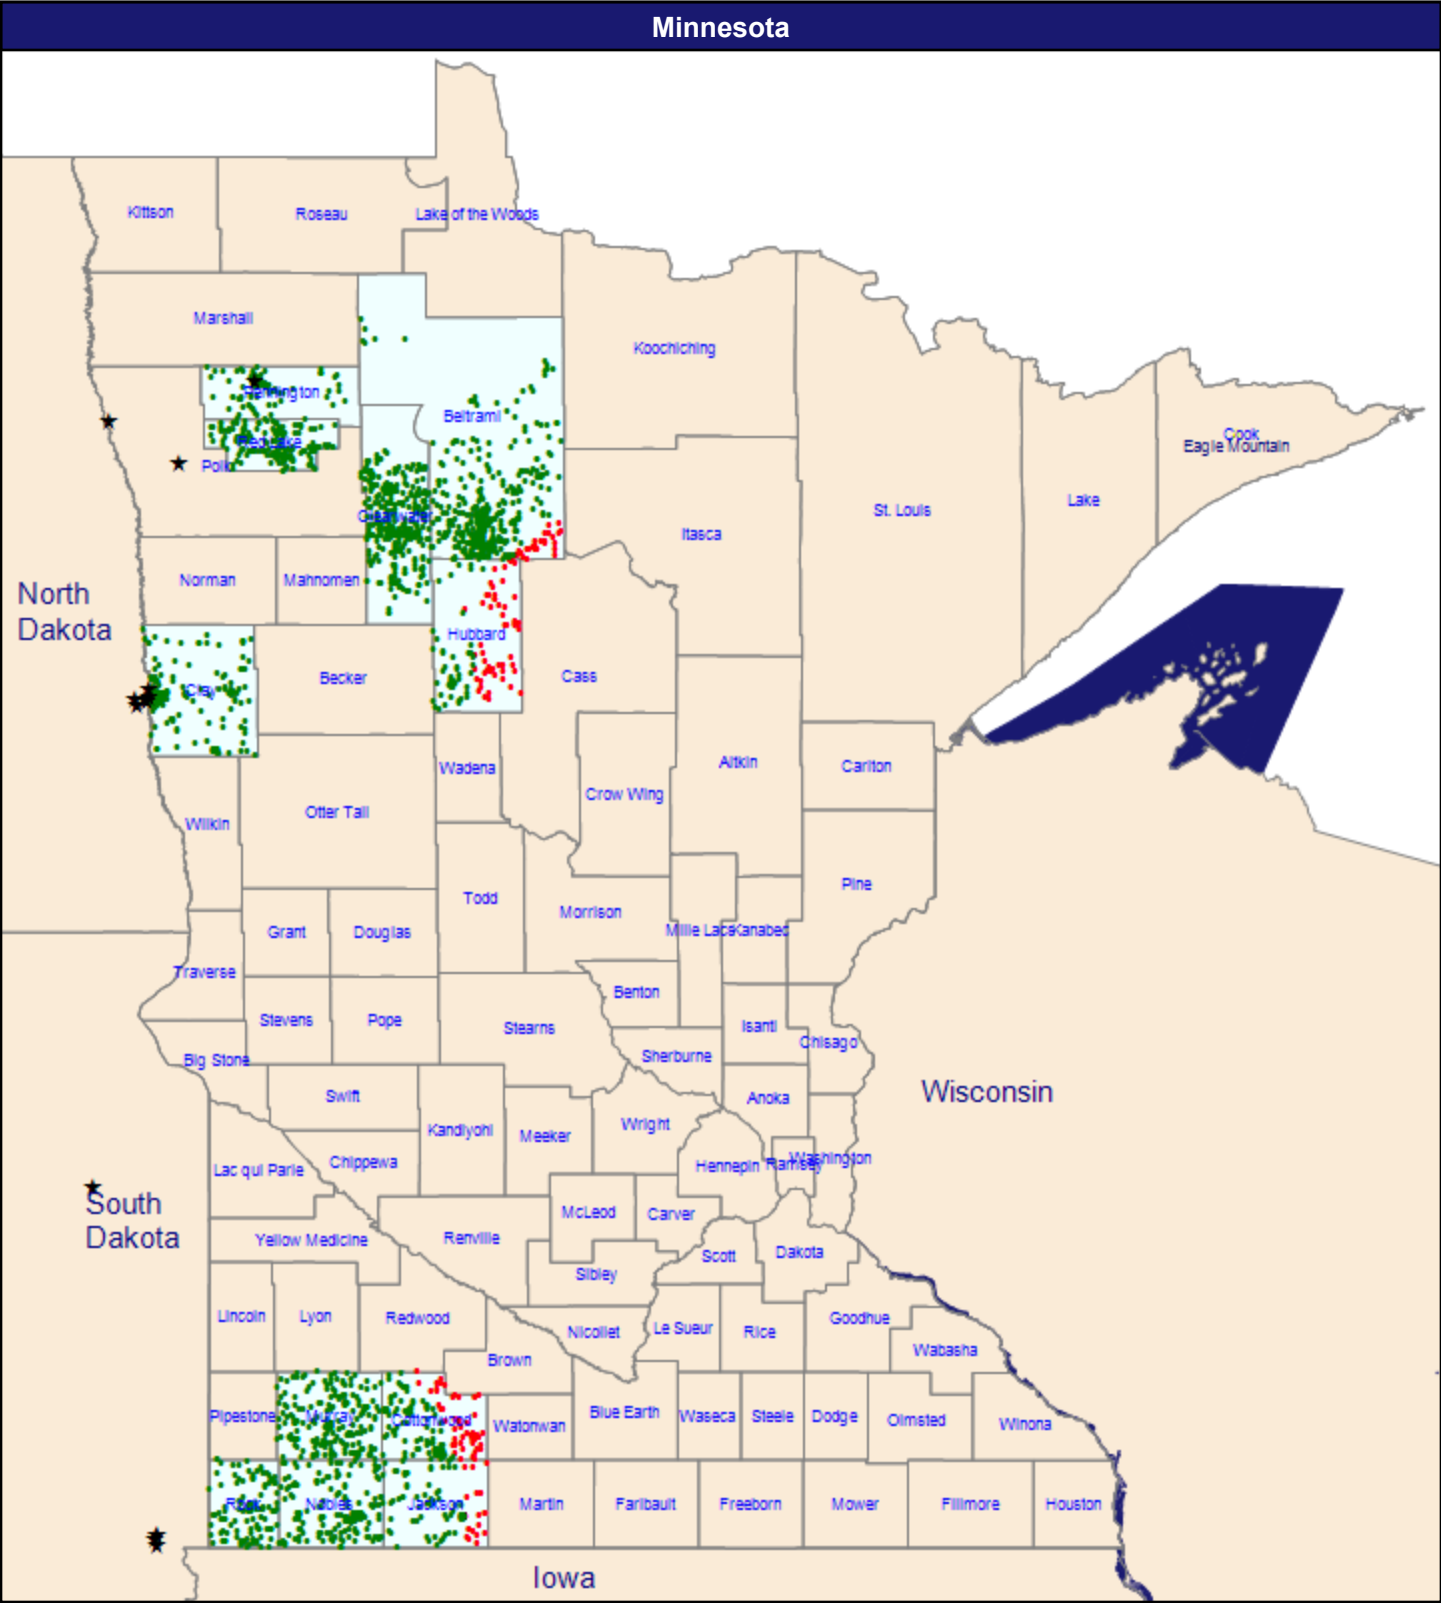 Minnesota
Kittson
Roseau
Lake of the Woods
Marshall
Koochiching
Pennington
Beltrami
Cook
Eagle Mountain
Red Lake
Polk
Lake
St. Louis
Clearwater
Itasca
Norman
Mahnomen
North
Dakota
Hubbard
Clay
Becker
Cass
Wadena
Aitkin
Carlton
Crow Wing
Otter Tail
Wilkin
Pine
Todd
Morrison
Grant
Douglas
Mille Lacs
Kanabec
Traverse
Benton
Stevens
Pope
Stearns
Isanti
Chisago
Big Stone
Sherburne
Swift
Anoka
Wisconsin
Kandiyohi
Meeker
Wright
Chippewa
Lac qui Parle
Hennepin
Ramsey
Washington
South
Dakota
McLeod
Carver
Yellow Medicine
Renville
Scott
Dakota
Sibley
Lincoln
Lyon
Redwood
Nicollet
Le Sueur
Rice
Goodhue
Wabasha
Brown
Pipestone
Murray
Cottonwood
Watonwan
Blue Earth
Waseca
Steele
Dodge
Olmsted
Winona
Rock
Nobles
Jackson
Martin
Faribault
Freeborn
Mower
Fillmore
Houston
Iowa